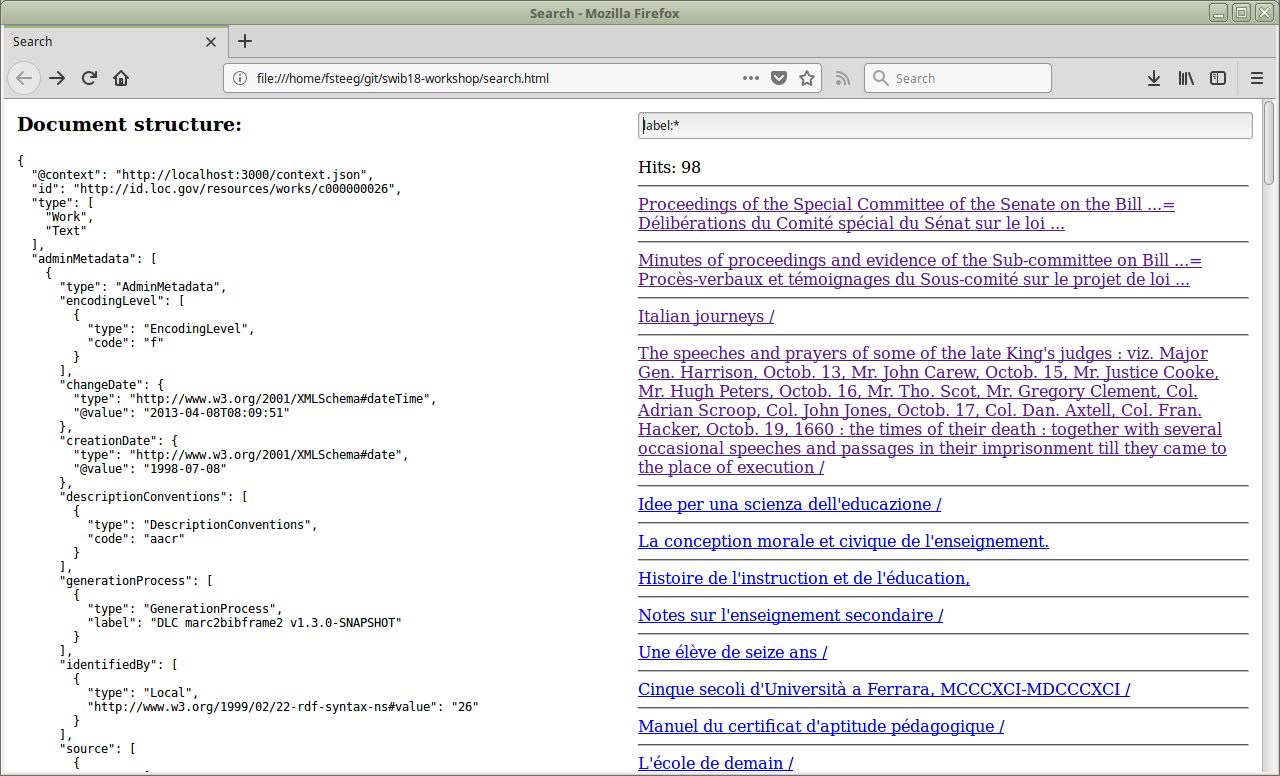 Search - Mozilla Firefox
Search
file:///home/fsteeg/git/swib18-workshop/search.html
Search
Document structure:
{
  "@context": "http://localhost:3000/context.json",
  "id": "http://id.loc.gov/resources/works/c000000026",
  "type": [
    "Work",
    "Text"
  ],
  "adminMetadata": [
    {
      "type": "AdminMetadata",
      "encodingLevel": [
        {
          "type": "EncodingLevel",
          "code": "f"
        }
      ],
      "changeDate": {
        "type": "http://www.w3.org/2001/XMLSchema#dateTime",
        "@value": "2013-04-08T08:09:51"
      },
      "creationDate": {
        "type": "http://www.w3.org/2001/XMLSchema#date",
        "@value": "1998-07-08"
      },
      "descriptionConventions": [
        {
          "type": "DescriptionConventions",
          "code": "aacr"
        }
      ],
      "generationProcess": [
        {
          "type": "GenerationProcess",
          "label": "DLC marc2bibframe2 v1.3.0-SNAPSHOT"
        }
      ],
      "identifiedBy": [
        {
          "type": "Local",
          "http://www.w3.org/1999/02/22-rdf-syntax-ns#value": "26"
        }
      ],
      "source": [
        {
label:*
Hits: 98
Proceedings of the Special Committee of the Senate on the Bill ...=
Délibérations du Comité spécial du Sénat sur le loi ...
Minutes of proceedings and evidence of the Sub-committee on Bill ...=
Procès-verbaux et témoignages du Sous-comité sur le projet de loi ...
Italian journeys /
The speeches and prayers of some of the late King's judges : viz. Major
Gen. Harrison, Octob. 13, Mr. John Carew, Octob. 15, Mr. Justice Cooke,
Mr. Hugh Peters, Octob. 16, Mr. Tho. Scot, Mr. Gregory Clement, Col.
Adrian Scroop, Col. John Jones, Octob. 17, Col. Dan. Axtell, Col. Fran.
Hacker, Octob. 19, 1660 : the times of their death : together with several
occasional speeches and passages in their imprisonment till they came to
the place of execution /
Idee per una scienza dell'educazione /
La conception morale et civique de l'enseignement.
Histoire de l'instruction et de l'éducation,
Notes sur l'enseignement secondaire /
Une élève de seize ans /
Cinque secoli d'Università a Ferrara, MCCCXCI-MDCCCXCI /
Manuel du certificat d'aptitude pédagogique /
L'école de demain /